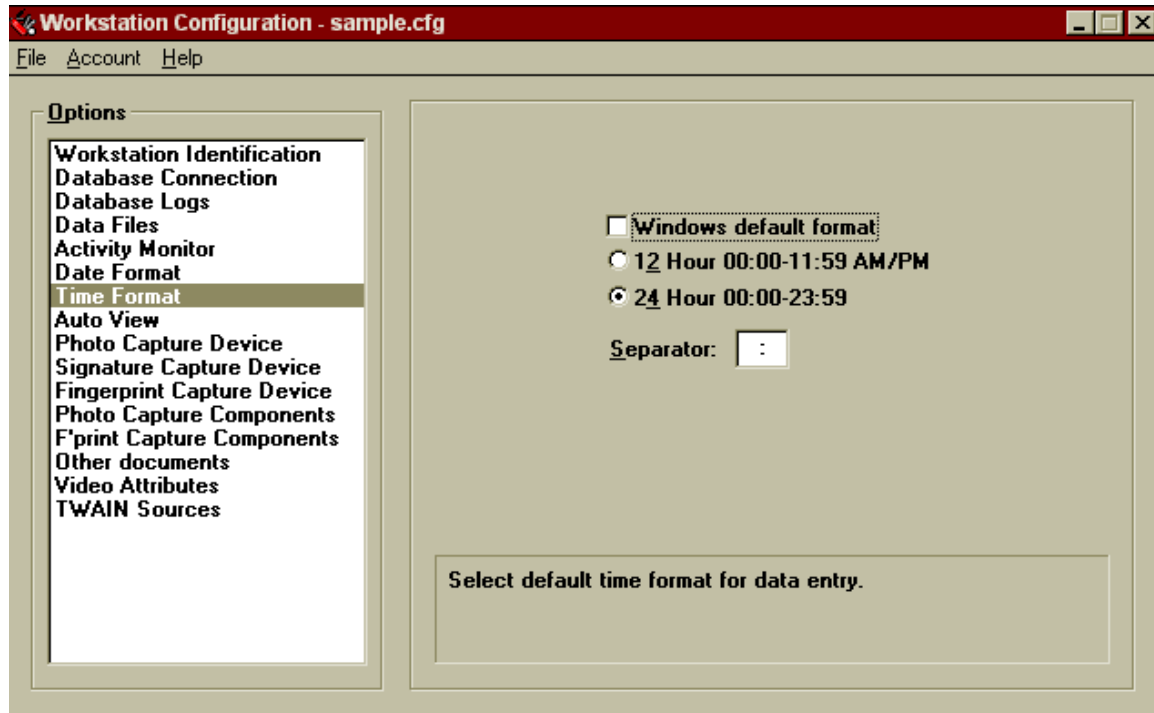 Workstation Configuration - sample.cfg
File Account Help
Options
Workstation Identification
Database Connection
Database Logs
Data Files
Activity Monitor
Date Format
Time Format
Auto View
Photo Capture Device
Signature Capture Device
Fingerprint Capture Device
Photo Capture Components
F'print Capture Components
Other documents
Video Attributes
TWAIN Sources
Windows default format
12 Hour 00:00-11:59 AM/PM
24 Hour 00:00-23:59
Separator: :
Select default time format for data entry.